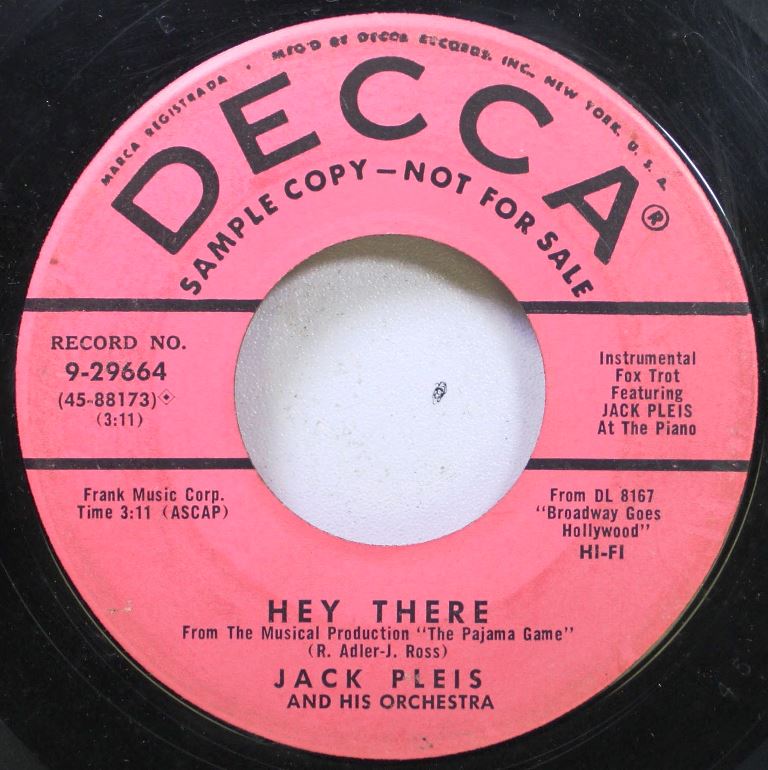 MARCA REGISTRADA • MFG'D BY DECCA RECORDS, INC., NEW YORK, U. S. A.
DECCA®
SAMPLE COPY—NOT FOR SALE
RECORD NO.
9-29664
(45-88173)
(3:11)
Instrumental
Fox Trot
Featuring
JACK PLEIS
At The Piano
Frank Music Corp.
Time 3:11 (ASCAP)
From DL 8167
"Broadway Goes
Hollywood"
HI-FI
HEY THERE
From The Musical Production "The Pajama Game"
(R. Adler-J. Ross)
JACK PLEIS
AND HIS ORCHESTRA